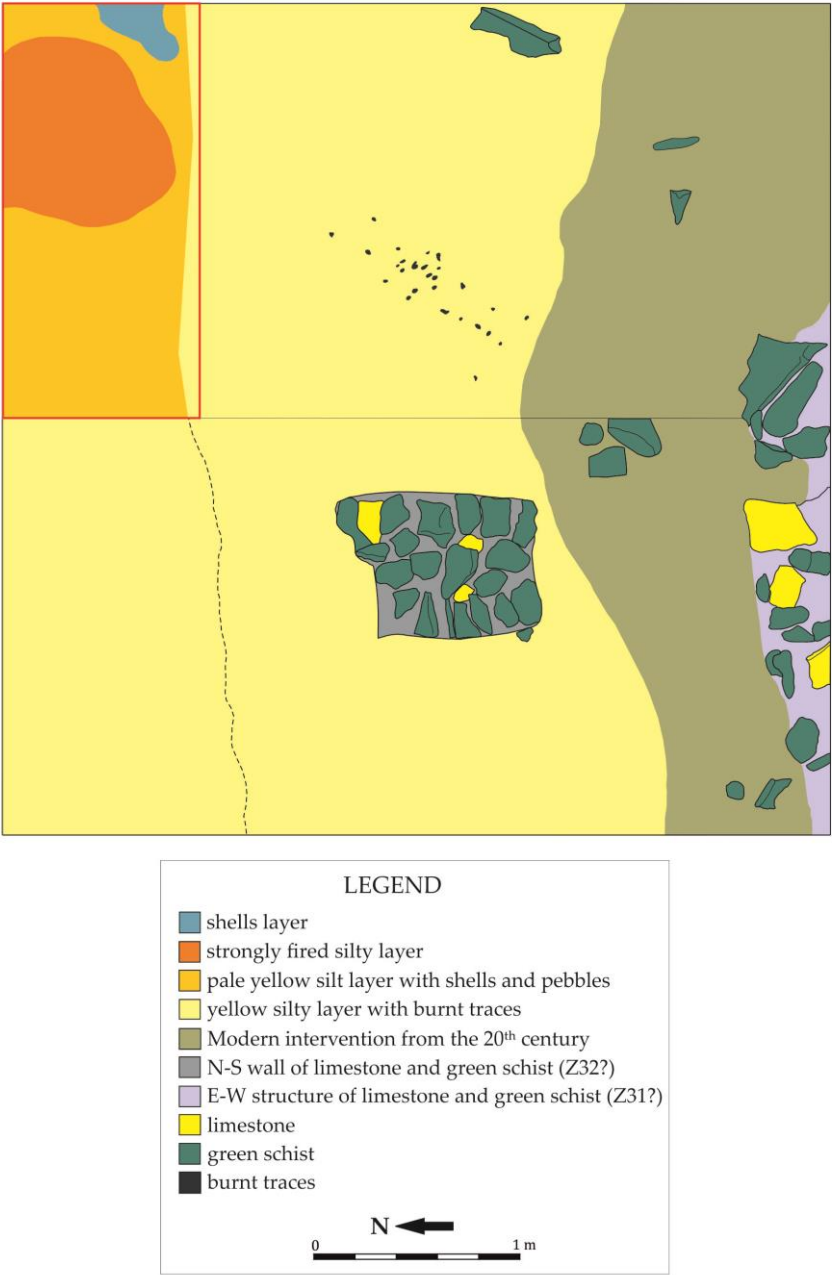 LEGEND
shells layer
strongly fired silty layer
pale yellow silt layer with shells and pebbles
yellow silty layer with burnt traces
Modern intervention from the 20th century
N-S wall of limestone and green schist (Z32?)
E-W structure of limestone and green schist (Z31?)
limestone
green schist
burnt traces
N
0 1 m